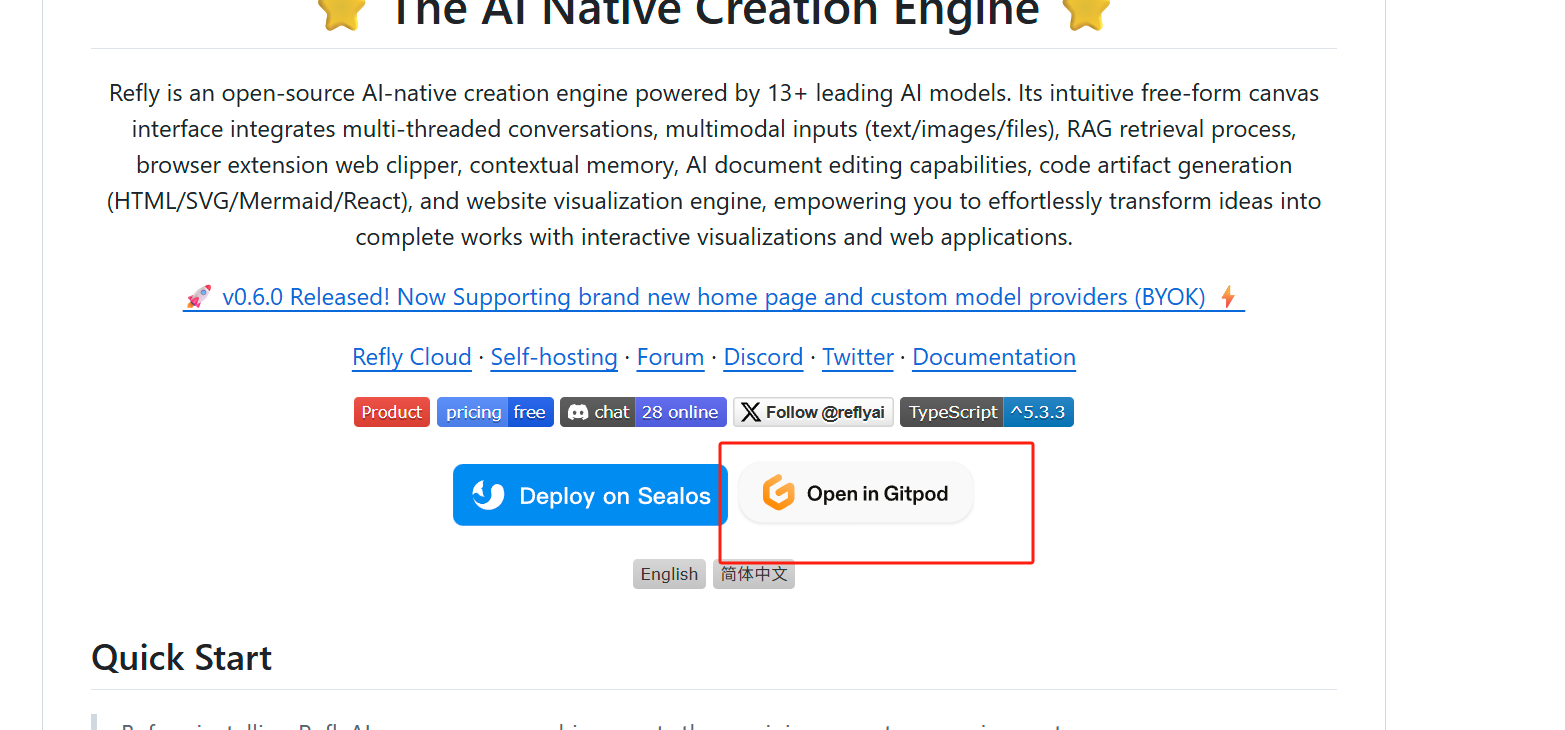 The AI Native Creation Engine
Refly is an open-source AI-native creation engine powered by 13+ leading AI models. Its intuitive free-form canvas
interface integrates multi-threaded conversations, multimodal inputs (text/images/files), RAG retrieval process,
browser extension web clipper, contextual memory, AI document editing capabilities, code artifact generation
(HTML/SVG/Mermaid/React), and website visualization engine, empowering you to effortlessly transform ideas into
complete works with interactive visualizations and web applications.
🚀 v0.6.0 Released! Now Supporting brand new home page and custom model providers (BYOK) ⚡
Refly Cloud · Self-hosting · Forum · Discord · Twitter · Documentation
Product pricing free chat 28 online Follow @reflyai TypeScript ^5.3.3
Deploy on Sealos Open in Gitpod
English 简体中文
Quick Start